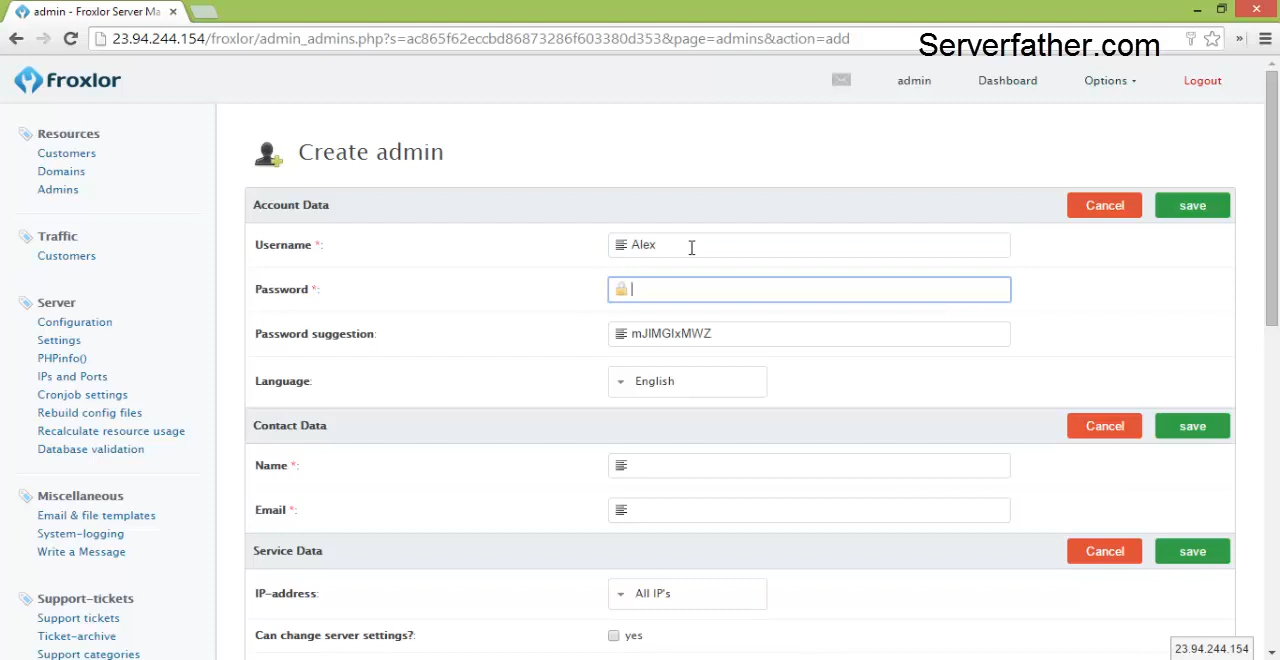 admin - Froxlor Server Ma
23.94.244.154/froxlor/admin_admins.php?s=ac865f62eccbd86873286f603380d353&page=admins&action=add
Serverfather.com
froxlor
admin
Dashboard
Options
Logout
Resources
Customers
Domains
Admins
Traffic
Customers
Server
Configuration
Settings
PHPinfo()
IPs and Ports
Cronjob settings
Rebuild config files
Recalculate resource usage
Database validation
Miscellaneous
Email & file templates
System-logging
Write a Message
Support-tickets
Support tickets
Ticket-archive
Support categories
Create admin
Account Data
Cancel
save
Username *:
Alex
Password *:
Password suggestion:
mJIMGIxMWZ
Language:
English
Contact Data
Cancel
save
Name *:
Email *:
Service Data
Cancel
save
IP-address:
All IP's
Can change server settings?:
yes
23.94.244.154